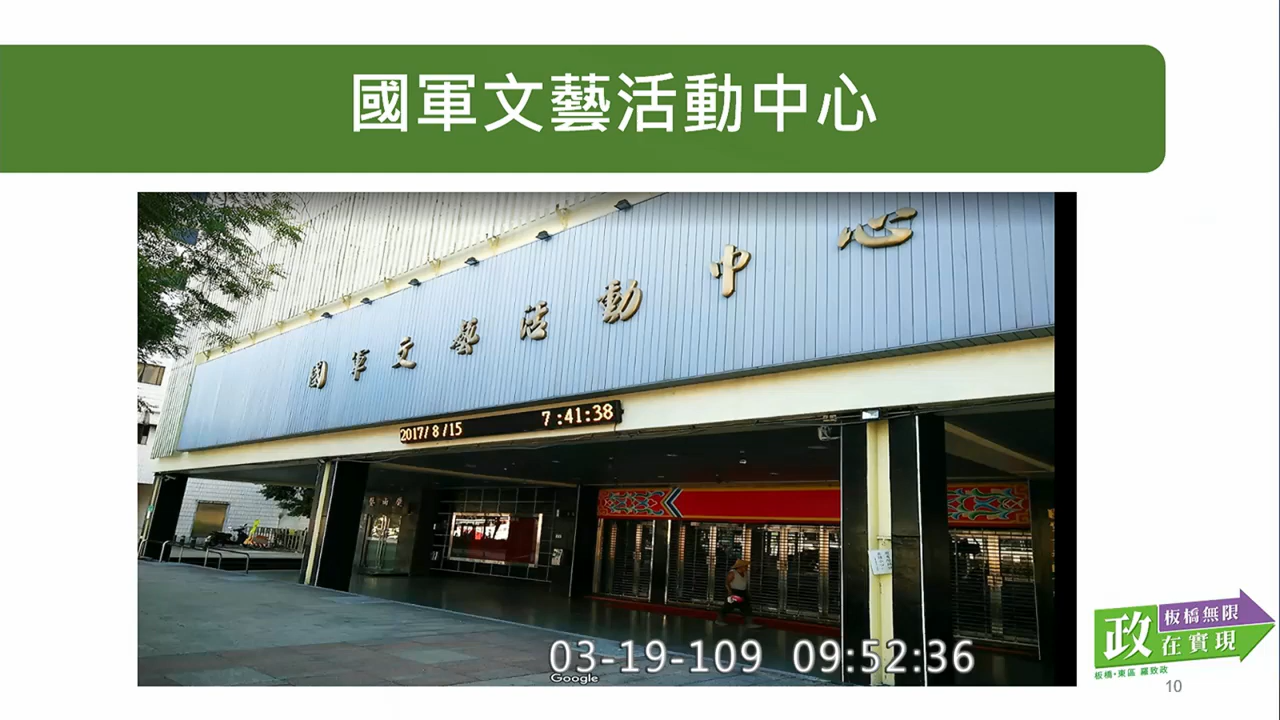 國軍文藝活動中心
國軍文藝活動中心
2017/8/15 7:41:38
03-19-109 09:52:36
Google
政
板橋無限
在實現
板橋•東區 羅致政
10